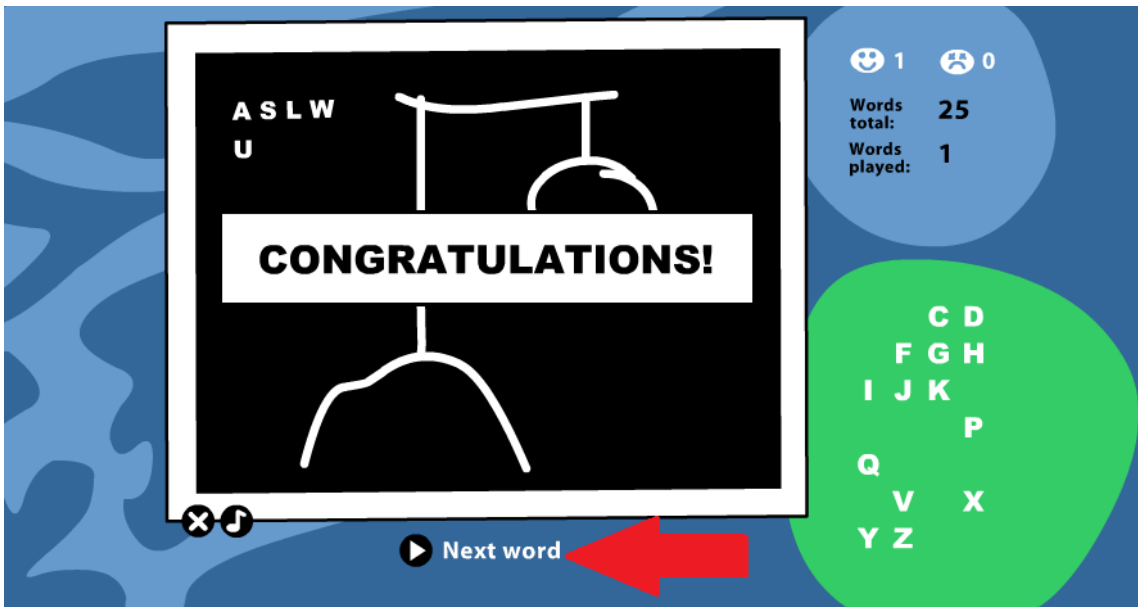 A S L W
U
CONGRATULATIONS!
Next word
1 0
Words total: 25
Words played: 1
C D
F G H
I J K
P
Q
V X
Y Z